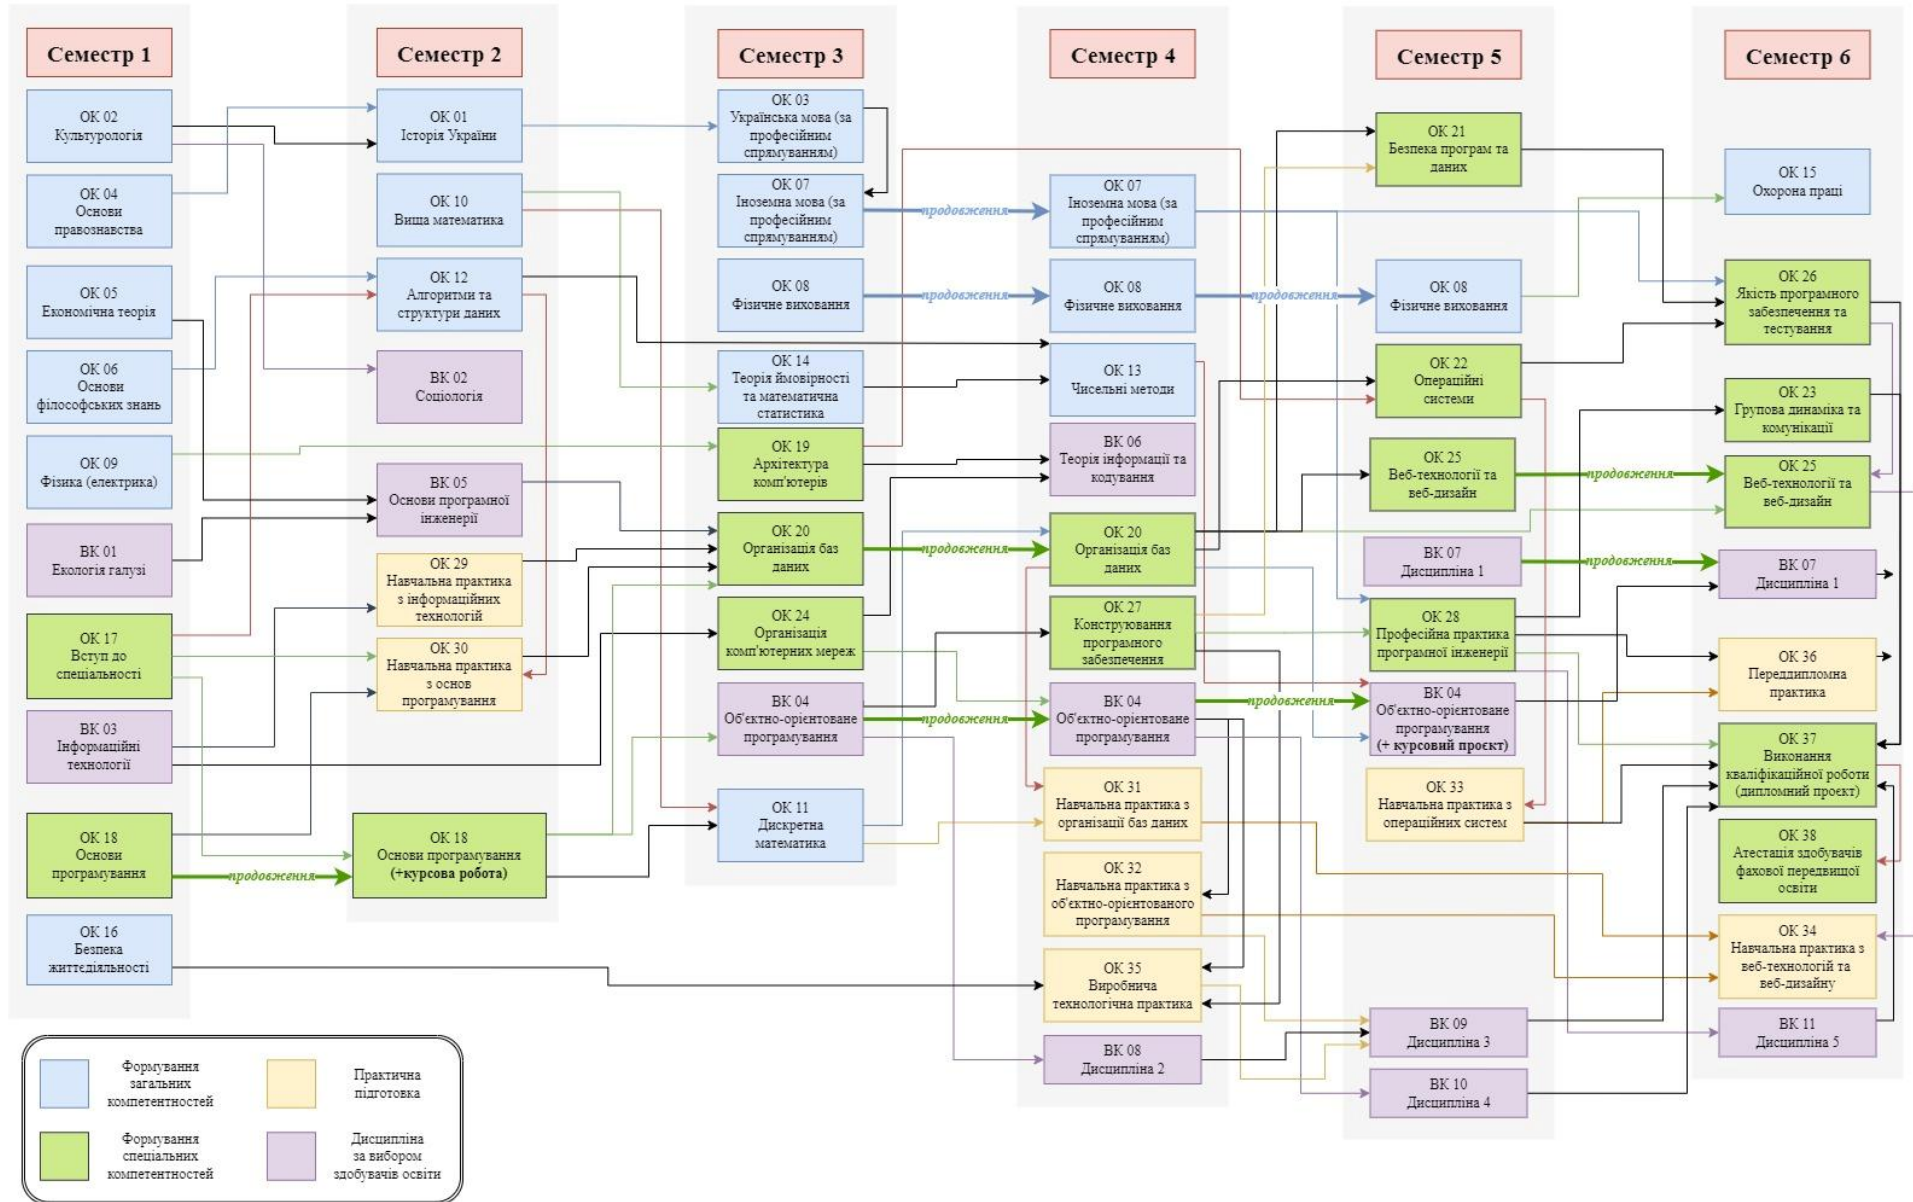 Семестр 1
ОК 02
Культурологія
ОК 04
Основи
правознавства
ОК 05
Економічна теорія
ОК 06
Основи
філософських знань
ОК 09
Фізика (електрика)
ВК 01
Екологія галузі
ОК 17
Вступ до
спеціальності
ВК 03
Інформаційні
технології
ОК 18
Основи
програмування
ОК 16
Безпека
життєдіяльності
продовження
Семестр 2
ОК 01
Історія України
ОК 10
Вища математика
ОК 12
Алгоритми та
структури даних
ВК 02
Соціологія
ВК 05
Основи програмної
інженерії
ОК 29
Навчальна практика
з інформаційних
технологій
ОК 30
Навчальна практика
з основ
програмування
ОК 18
Основи програмування
(+курсова робота)
Семестр 3
ОК 03
Українська мова (за
професійним
спрямуванням)
ОК 07
Іноземна мова (за
професійним
спрямуванням)
ОК 08
Фізичне виховання
ОК 14
Теорія ймовірності
та математична
статистика
ОК 19
Архітектура
комп'ютерів
ОК 20
Організація баз
даних
ОК 24
Організація
комп'ютерних мереж
ВК 04
Об'єктно-орієнтоване
програмування
ОК 11
Дискретна
математика
продовження
продовження
продовження
продовження
Семестр 4
ОК 07
Іноземна мова (за
професійним
спрямуванням)
ОК 08
Фізичне виховання
ОК 13
Чисельні методи
ВК 06
Теорія інформації та
кодування
ОК 20
Організація баз
даних
ОК 27
Конструювання
програмного
забезпечення
ВК 04
Об'єктно-орієнтоване
програмування
ОК 31
Навчальна практика з
організації баз даних
ОК 32
Навчальна практика з
об'єктно-орієнтованого
програмування
ОК 35
Виробнича
технологічна практика
ВК 08
Дисципліна 2
продовження
продовження
Семестр 5
ОК 21
Безпека програм та
даних
ОК 08
Фізичне виховання
ОК 22
Операційні
системи
ОК 25
Веб-технології та
веб-дизайн
ВК 07
Дисципліна 1
ОК 28
Професійна практика
програмної інженерії
ВК 04
Об'єктно-орієнтоване
програмування
(+ курсовий проєкт)
ОК 33
Навчальна практика з
операційних систем
ВК 09
Дисципліна 3
ВК 10
Дисципліна 4
продовження
продовження
Семестр 6
ОК 15
Охорона праці
ОК 26
Якість програмного
забезпечення та
тестування
ОК 23
Групова динаміка та
комунікації
ОК 25
Веб-технології та
веб-дизайн
ВК 07
Дисципліна 1
ОК 36
Переддипломна
практика
ОК 37
Виконання
кваліфікаційної роботи
(дипломний проєкт)
ОК 38
Атестація здобувачів
фахової передвищої
освіти
ОК 34
Навчальна практика з
веб-технологій та
веб-дизайну
ВК 11
Дисципліна 5
Формування
загальних
компетентностей
Практична
підготовка
Формування
спеціальних
компетентностей
Дисципліна
за вибором
здобувачів освіти